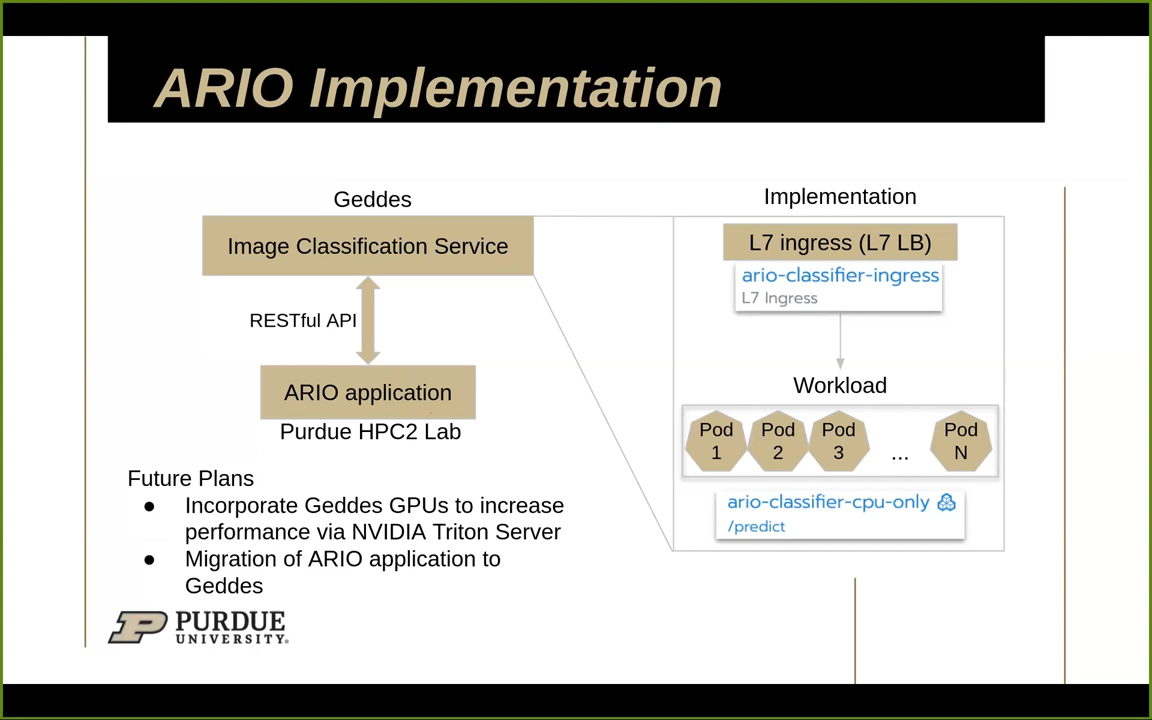 ARIO Implementation
Geddes
Image Classification Service
RESTful API
ARIO application
Purdue HPC2 Lab
Implementation
L7 ingress (L7 LB)
ario-classifier-ingress
L7 Ingress
Workload
Pod 1
Pod 2
Pod 3
...
Pod N
ario-classifier-cpu-only
/predict
Future Plans
● Incorporate Geddes GPUs to increase
performance via NVIDIA Triton Server
● Migration of ARIO application to
Geddes
PURDUE
UNIVERSITY®